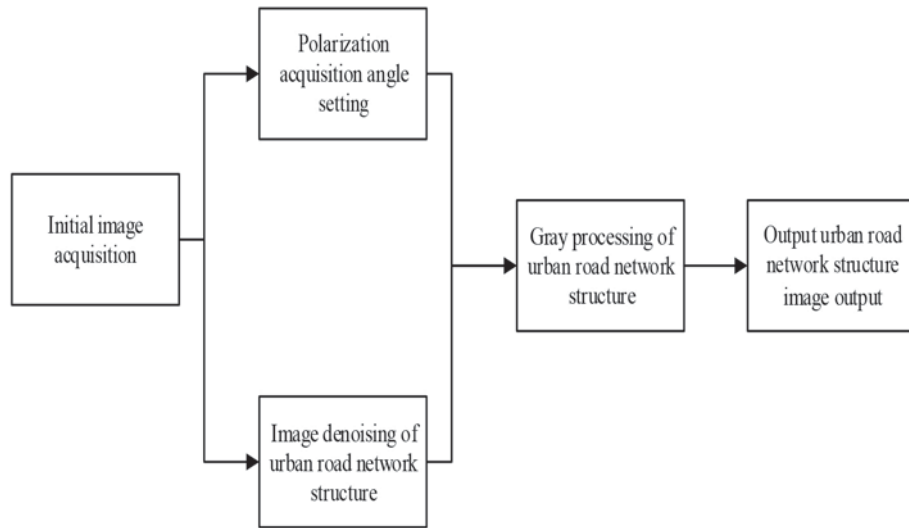 Initial image
acquisition
Polarization
acquisition angle
setting
Image denoising of
urban road network
structure
Gray processing of
urban road network
structure
Output urban road
network structure
image output